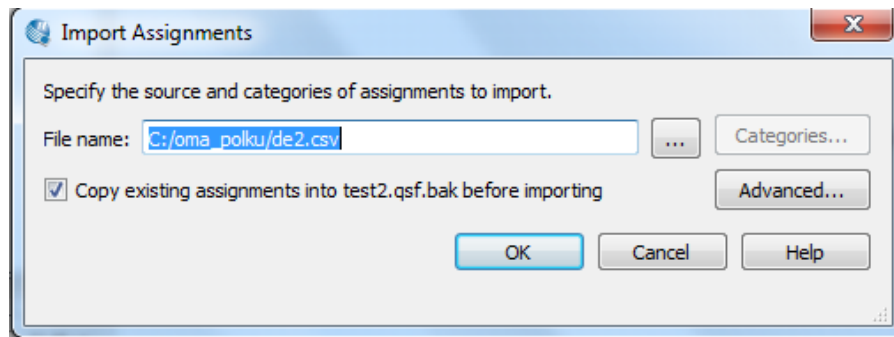 Import Assignments
Specify the source and categories of assignments to import.
File name: C:/oma_polku/de2.csv ... Categories...
Copy existing assignments into test2.qsf.bak before importing Advanced...
OK Cancel Help